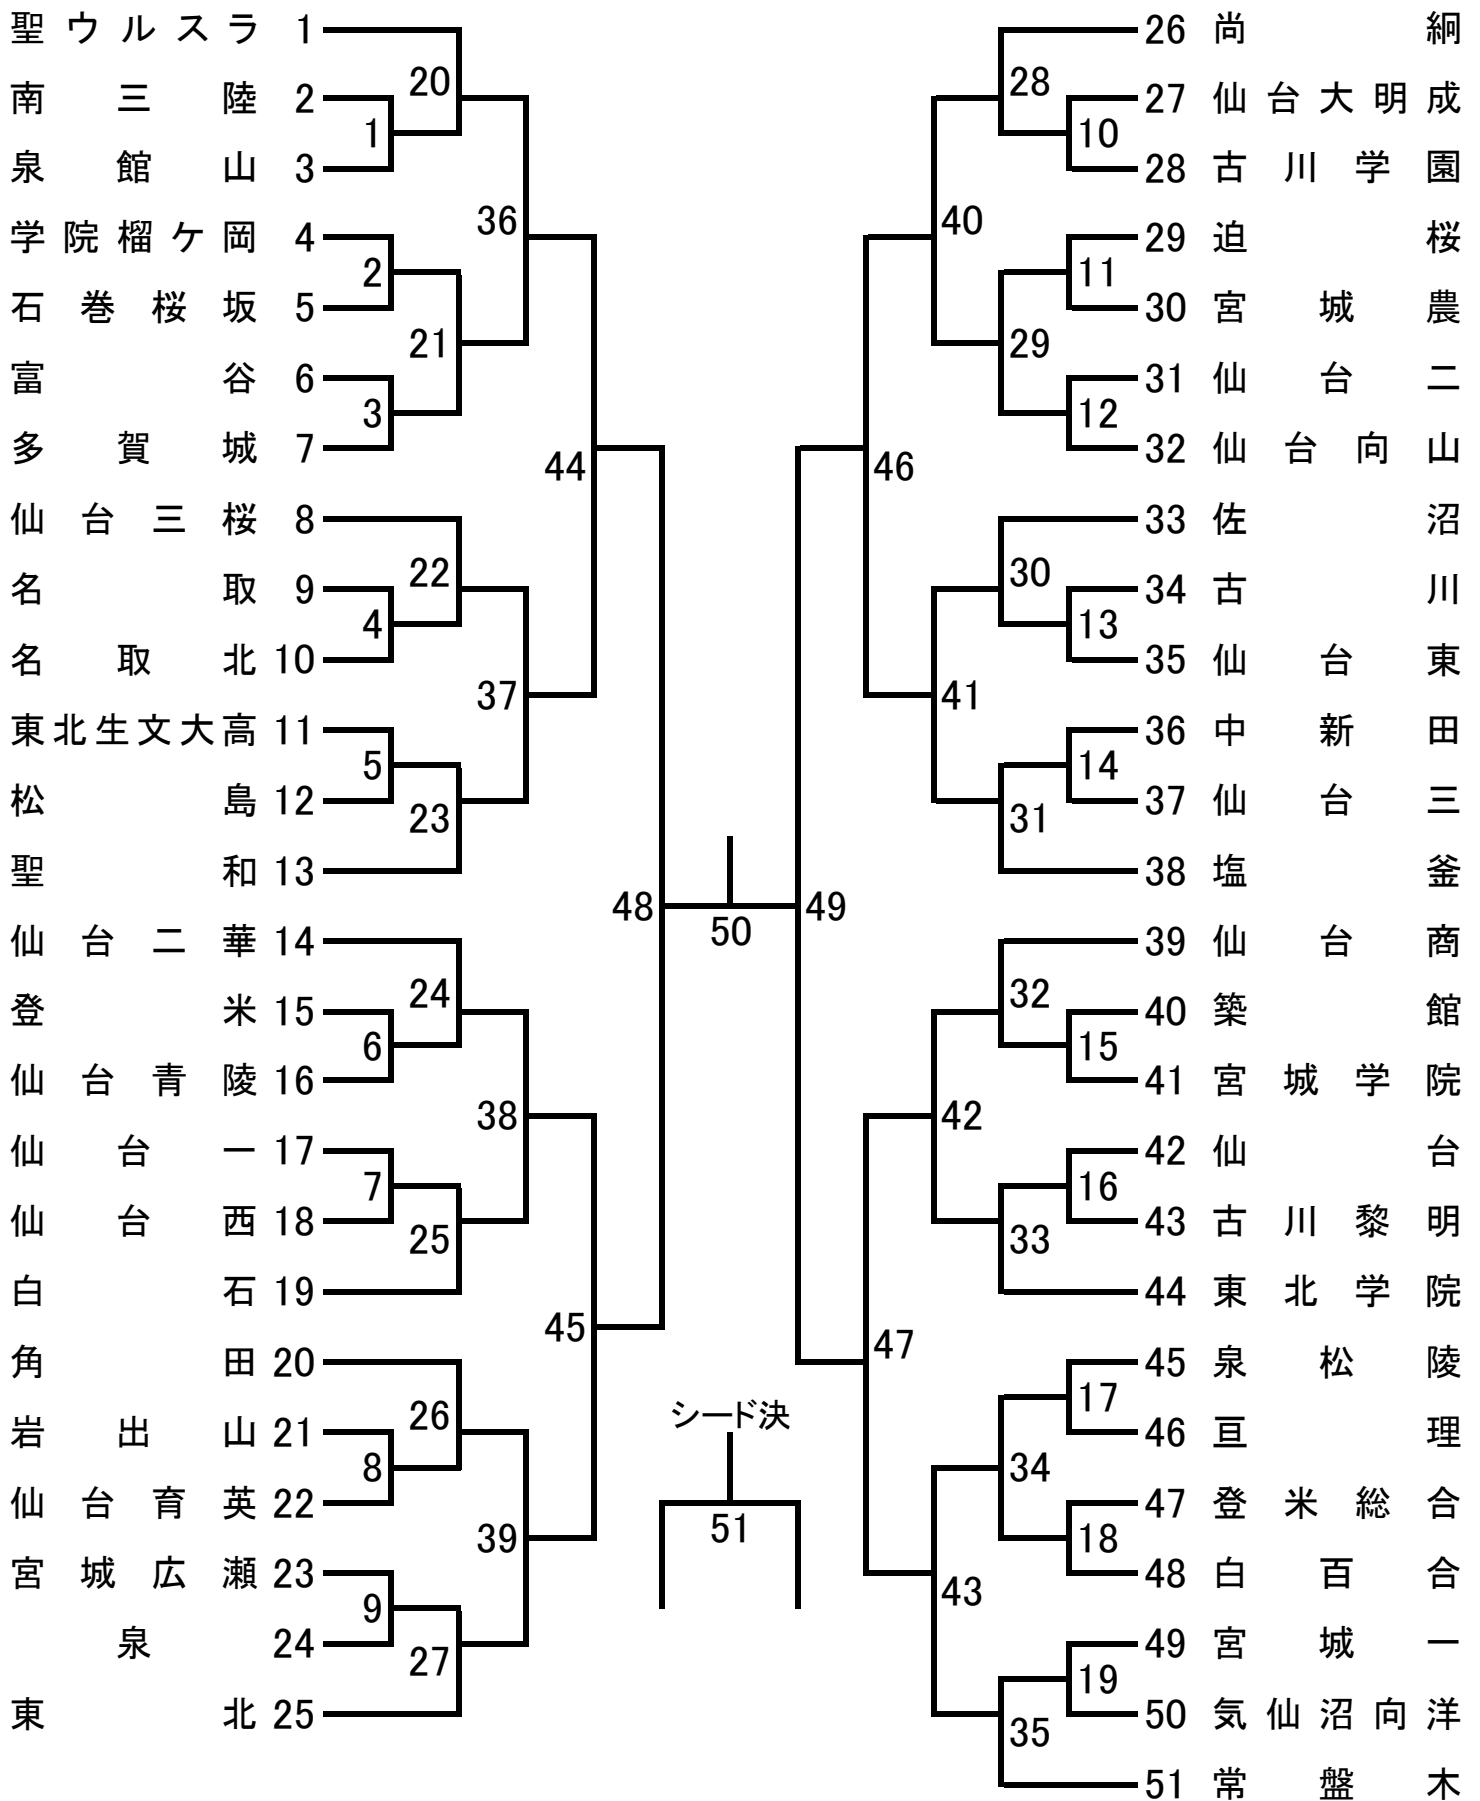 聖ウルスラ 1
南三陸 2
泉館山 3
学院榴ケ岡 4
石巻桜坂 5
富谷 6
多賀城 7
仙台三桜 8
名取 9
名取北 10
東北生文大高 11
松島 12
聖和 13
仙台二華 14
登米 15
仙台青陵 16
仙台一 17
仙台西 18
白石 19
角田 20
岩出山 21
仙台育英 22
宮城広瀬 23
泉 24
東北 25
1
2
3
4
5
6
7
8
9
20
21
22
23
24
25
26
27
36
37
38
39
44
45
48
50
シード決
51
49
46
47
40
41
42
43
28
29
30
31
32
33
34
35
10
11
12
13
14
15
16
17
18
19
26 尚絅
27 仙台大明成
28 古川学園
29 迫桜
30 宮城農
31 仙台二
32 仙台向山
33 佐沼
34 古川
35 仙台東
36 中新田
37 仙台三
38 塩釜
39 仙台商
40 築館
41 宮城学院
42 仙台
43 古川黎明
44 東北学院
45 泉松陵
46 亘理
47 登米総合
48 白百合
49 宮城一
50 気仙沼向洋
51 常盤木